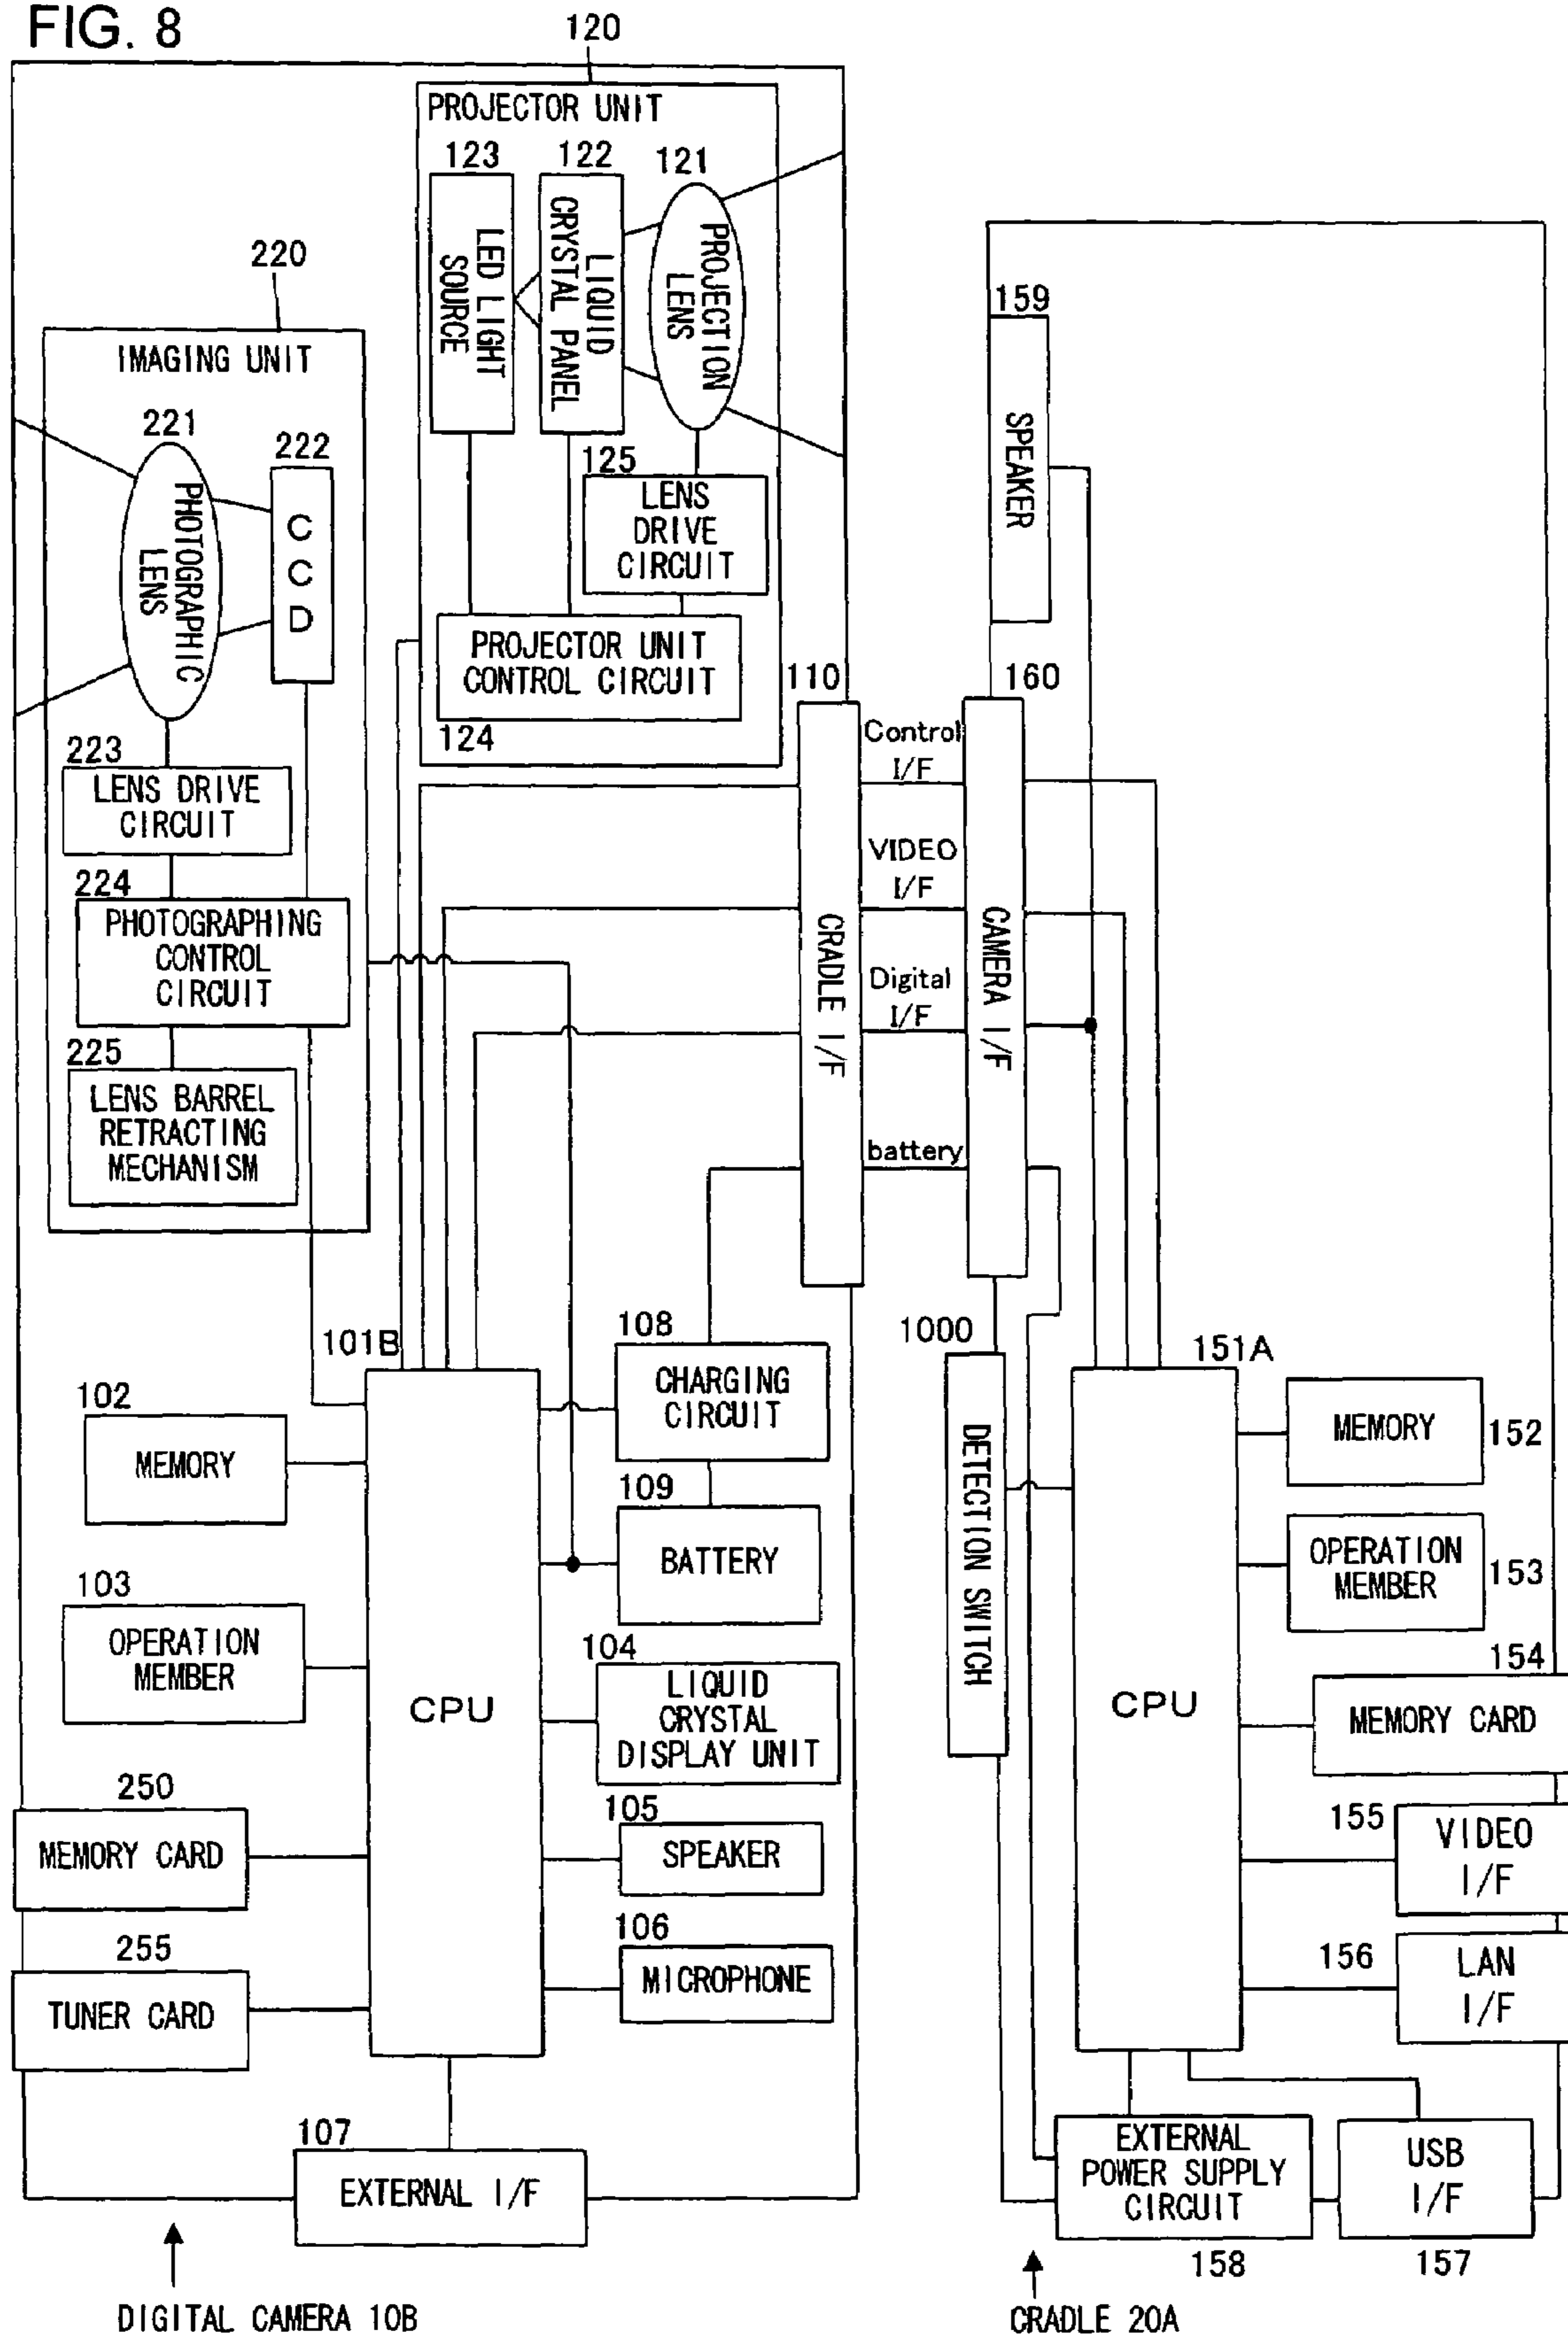 FIG. 8
120
PROJECTOR UNIT
123
122
121
LED LIGHT
SOURCE
LIQUID
CRYSTAL PANEL
PROJECTION
LENS
125
LENS
DRIVE
CIRCUIT
PROJECTOR UNIT
CONTROL CIRCUIT
124
220
IMAGING UNIT
221
222
PHOTOGRAPHIC
LENS
C
C
D
223
LENS DRIVE
CIRCUIT
224
PHOTOGRAPHING
CONTROL
CIRCUIT
225
LENS BARREL
RETRACTING
MECHANISM
110
CRADLE I/F
Control
I/F
VIDEO
I/F
Digital
I/F
battery
160
CAMERA I/F
159
SPEAKER
101B
CPU
102
MEMORY
103
OPERATION
MEMBER
250
MEMORY CARD
255
TUNER CARD
107
EXTERNAL I/F
108
CHARGING
CIRCUIT
109
BATTERY
104
LIQUID
CRYSTAL
DISPLAY UNIT
105
SPEAKER
106
MICROPHONE
1000
DETECTION SWITCH
151A
CPU
MEMORY
152
OPERATION
MEMBER
153
154
MEMORY CARD
155
VIDEO
I/F
156
LAN
I/F
EXTERNAL
POWER SUPPLY
CIRCUIT
158
USB
I/F
157
DIGITAL CAMERA 10B
CRADLE 20A